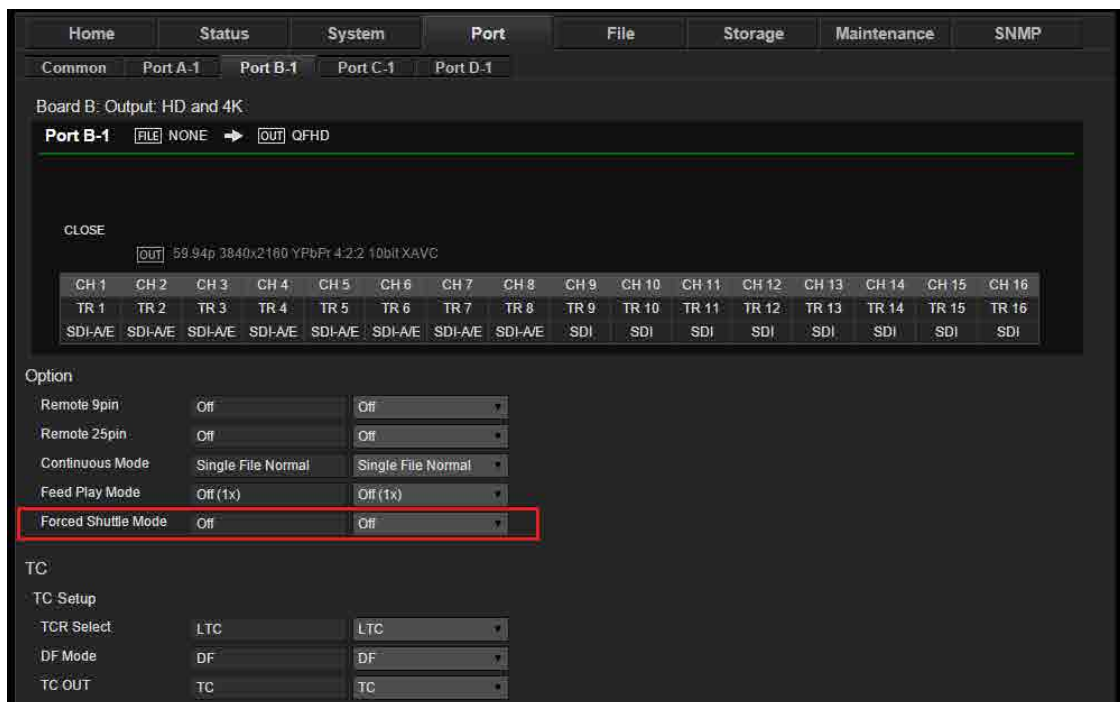 Home Status System Port File Storage Maintenance SNMP
Common Port A-1 Port B-1 Port C-1 Port D-1
Board B: Output: HD and 4K
Port B-1 FILE NONE OUT QFHD
CLOSE
OUT 59.94p 3840x2160 YPbPr 4:2:2 10bit XAVC
CH 1 CH 2 CH 3 CH 4 CH 5 CH 6 CH 7 CH 8 CH 9 CH 10 CH 11 CH 12 CH 13 CH 14 CH 15 CH 16
TR 1 TR 2 TR 3 TR 4 TR 5 TR 6 TR 7 TR 8 TR 9 TR 10 TR 11 TR 12 TR 13 TR 14 TR 15 TR 16
SDI-A/E SDI-A/E SDI-A/E SDI-A/E SDI-A/E SDI-A/E SDI-A/E SDI-A/E SDI SDI SDI SDI SDI SDI SDI SDI
Option
Remote 9pin Off Off
Remote 25pin Off Off
Continuous Mode Single File Normal Single File Normal
Feed Play Mode Off (1x) Off (1x)
Forced Shuttle Mode Off Off
TC
TC Setup
TCR Select LTC LTC
DF Mode DF DF
TC OUT TC TC